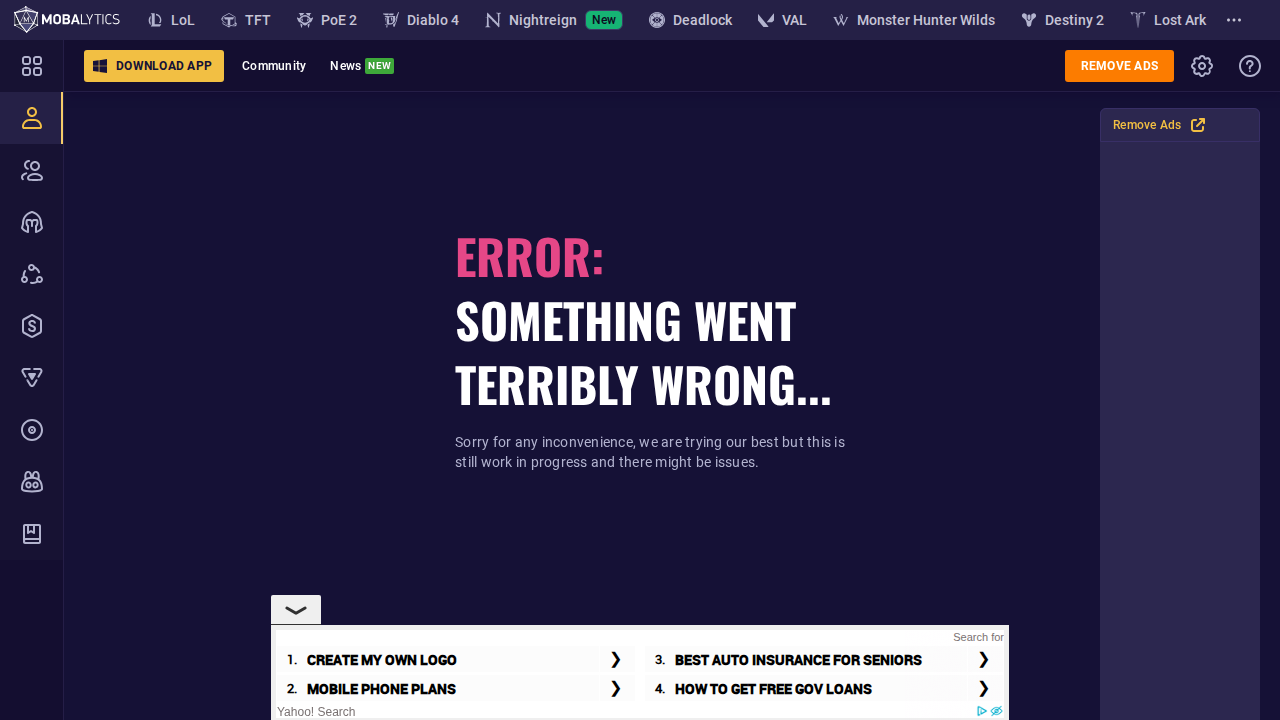 MOBALYTICS LoL TFT PoE 2 Diablo 4 Nightreign New Deadlock VAL Monster Hunter Wilds Destiny 2 Lost Ark
DOWNLOAD APP Community News NEW REMOVE ADS
Remove Ads
ERROR:
SOMETHING WENT
TERRIBLY WRONG...
Sorry for any inconvenience, we are trying our best but this is
still work in progress and there might be issues.
Search for
1. CREATE MY OWN LOGO
2. MOBILE PHONE PLANS
3. BEST AUTO INSURANCE FOR SENIORS
4. HOW TO GET FREE GOV LOANS
Yahoo! Search